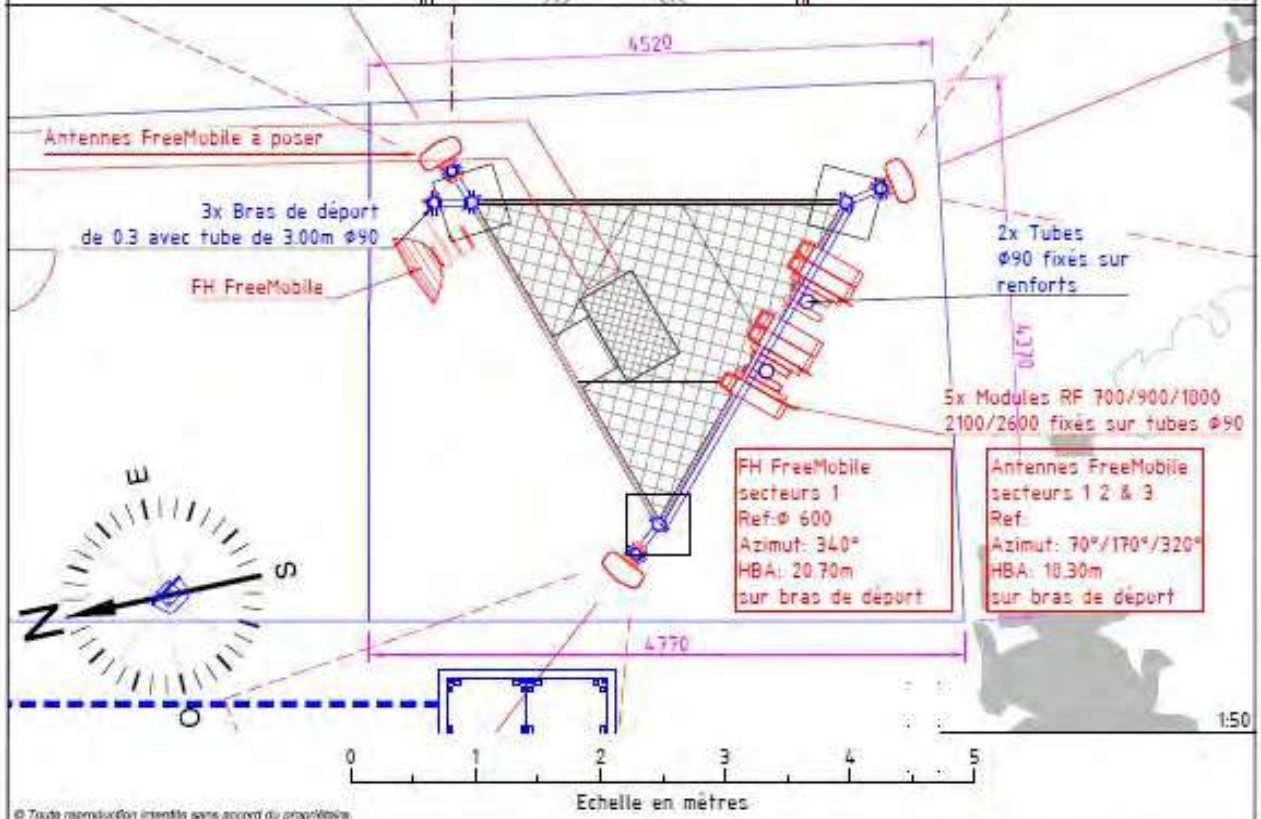 4520
Antennes FreeMobile à poser
3x Bras de départ
de 0.3 avec tube de 3.00m Φ90
FH FreeMobile
2x Tubes
Φ90 fixés sur
renforts
4370
5x Modules RF 700/900/1800
2100/2600 fixés sur tubes Φ90
FH FreeMobile
secteurs 1
Ref:Φ 600
Azimut: 340°
HBA: 20.70m
sur bras de départ
Antennes FreeMobile
secteurs 1 2 & 3
Ref:
Azimut: 70°/170°/320°
HBA: 18.30m
sur bras de départ
E
S
N
O
4770
1:50
0 1 2 3 4 5
Echelle en mètres
© Toute reproduction interdite sans accord du propriétaire.